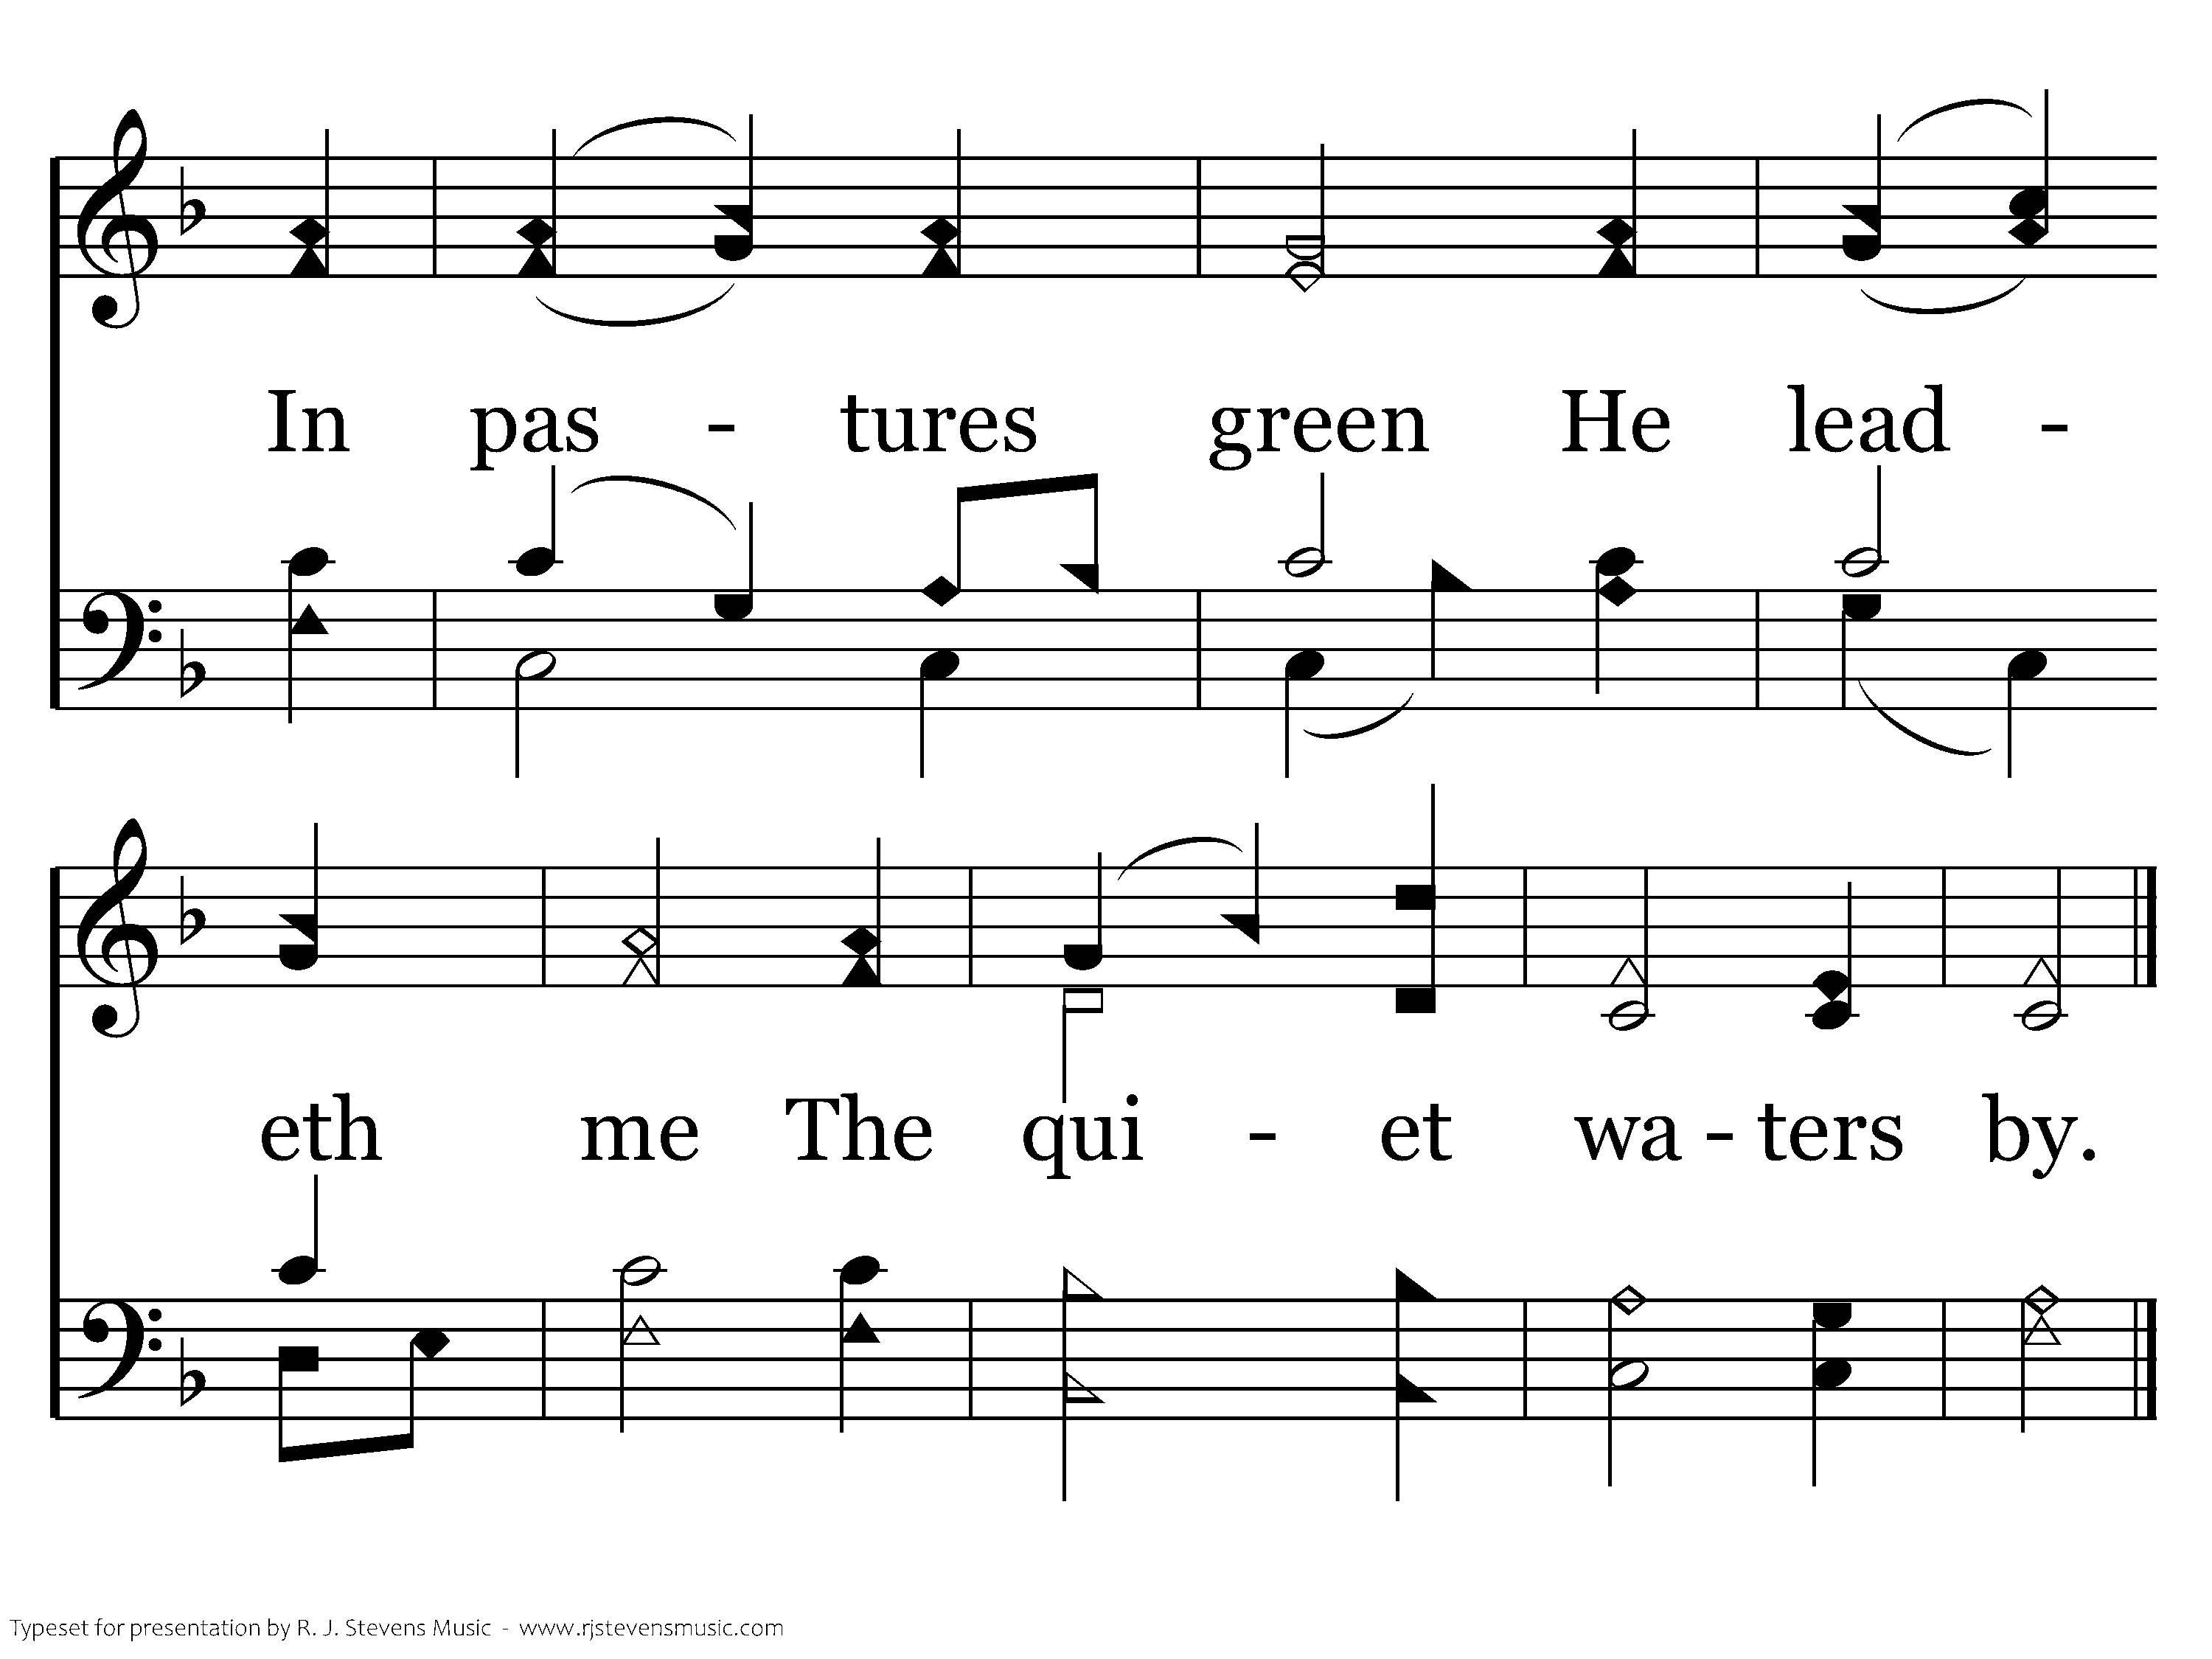 In pas - tures green He lead -
eth me The qui - et wa - ters by.
Typeset for presentation by R. J. Stevens Music - www.rjstevensmusic.com